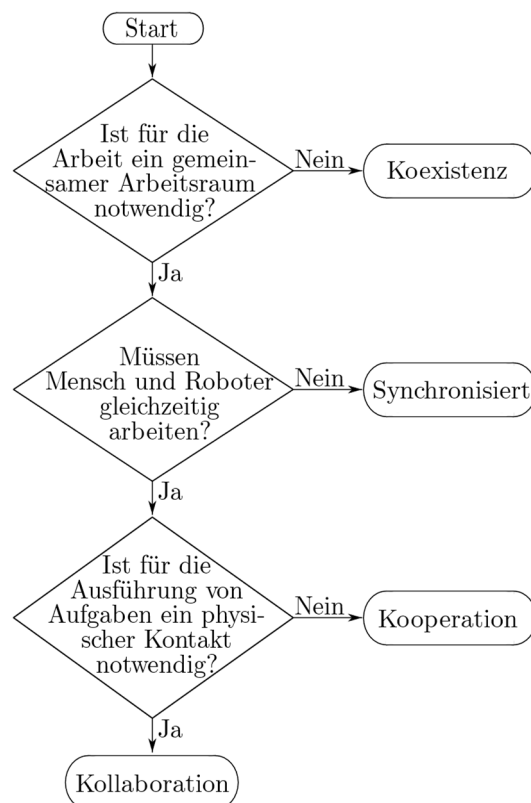 Start
Ist für die
Arbeit ein gemein-
samer Arbeitsraum
notwendig?
Nein
Koexistenz
Ja
Müssen
Mensch und Roboter
gleichzeitig
arbeiten?
Nein
Synchronisiert
Ja
Ist für die
Ausführung von
Aufgaben ein physi-
scher Kontakt
notwendig?
Nein
Kooperation
Ja
Kollaboration